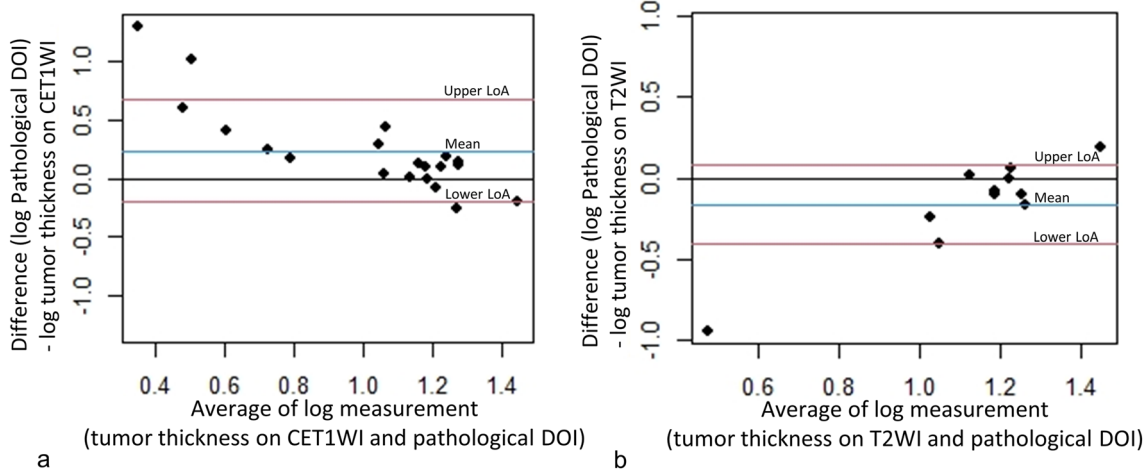 Difference (log Pathological DOI)
- log tumor thickness on CET1WI
1.0
0.5
0.0
-0.5
-1.0
Upper LoA
Mean
Lower LoA
0.4 0.6 0.8 1.0 1.2 1.4
Average of log measurement
(tumor thickness on CET1WI and pathological DOI)
a
Difference (log Pathological DOI)
- log tumor thickness on T2WI
1.0
0.5
0.0
-0.5
-1.0
Upper LoA
Mean
Lower LoA
0.6 0.8 1.0 1.2 1.4
Average of log measurement
(tumor thickness on T2WI and pathological DOI)
b